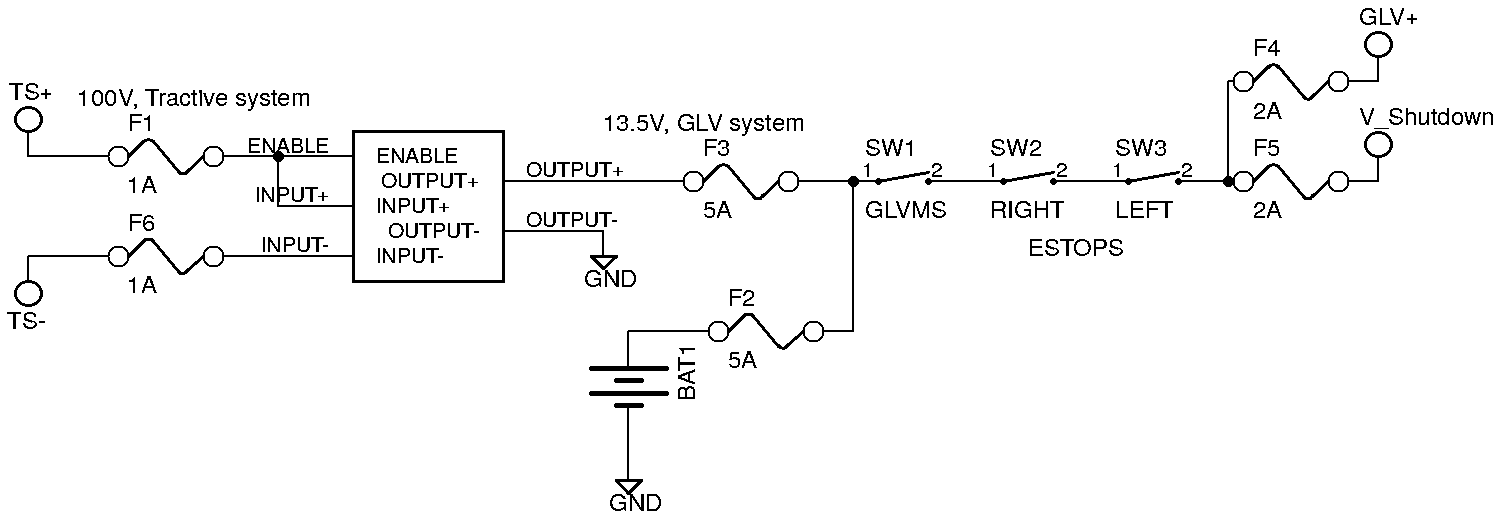 GLV+
F4
TS+
100V, Tractive system
2A
V_Shutdown
F1
13.5V, GLV system
ENABLE
ENABLE
F3
SW1
SW2
SW3
F5
1 2
1 2
1 2
OUTPUT+
OUTPUT+
1A
INPUT+
INPUT+
5A
GLVMS
RIGHT
LEFT
2A
F6
OUTPUT-
OUTPUT-
INPUT-
INPUT-
ESTOPS
1A
GND
F2
TS-
5A
BAT1
GND